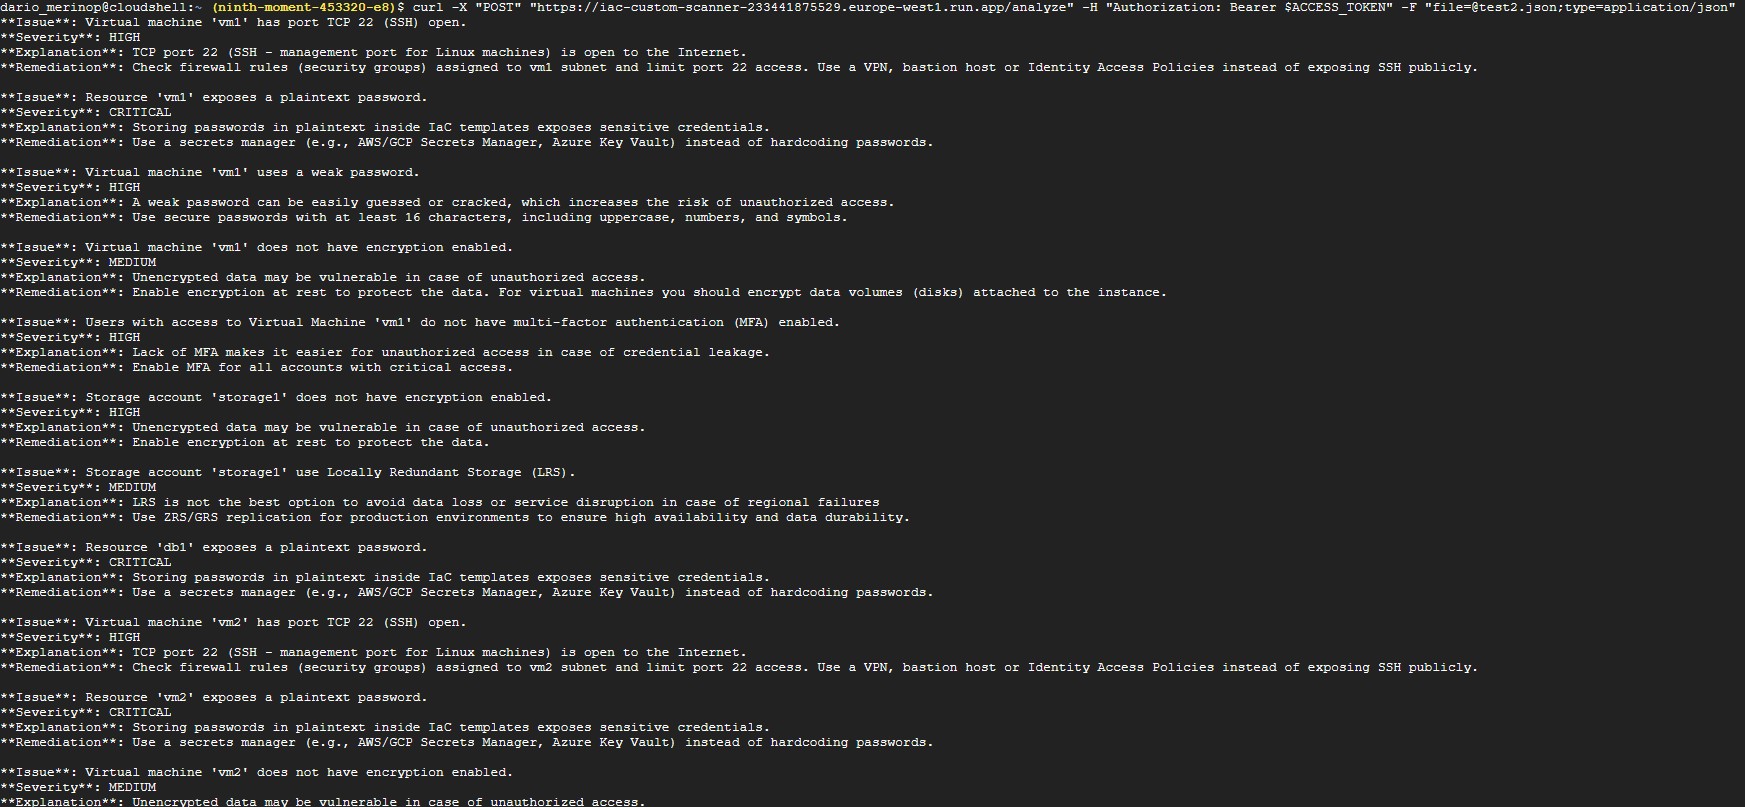 dario_merinop@cloudshell:~ (ninth-moment-453320-e8)$ curl -X "POST" "https://iac-custom-scanner-233441875529.europe-west1.run.app/analyze" -H "Authorization: Bearer $ACCESS_TOKEN" -F "file=@test2.json;type=application/json"
**Issue**: Virtual machine 'vm1' has port TCP 22 (SSH) open.
**Severity**: HIGH
**Explanation**: TCP port 22 (SSH - management port for Linux machines) is open to the Internet.
**Remediation**: Check firewall rules (security groups) assigned to vm1 subnet and limit port 22 access. Use a VPN, bastion host or Identity Access Policies instead of exposing SSH publicly.
**Issue**: Resource 'vm1' exposes a plaintext password.
**Severity**: CRITICAL
**Explanation**: Storing passwords in plaintext inside IaC templates exposes sensitive credentials.
**Remediation**: Use a secrets manager (e.g., AWS/GCP Secrets Manager, Azure Key Vault) instead of hardcoding passwords.
**Issue**: Virtual machine 'vm1' uses a weak password.
**Severity**: HIGH
**Explanation**: A weak password can be easily guessed or cracked, which increases the risk of unauthorized access.
**Remediation**: Use secure passwords with at least 16 characters, including uppercase, numbers, and symbols.
**Issue**: Virtual machine 'vm1' does not have encryption enabled.
**Severity**: MEDIUM
**Explanation**: Unencrypted data may be vulnerable in case of unauthorized access.
**Remediation**: Enable encryption at rest to protect the data. For virtual machines you should encrypt data volumes (disks) attached to the instance.
**Issue**: Users with access to Virtual Machine 'vm1' do not have multi-factor authentication (MFA) enabled.
**Severity**: HIGH
**Explanation**: Lack of MFA makes it easier for unauthorized access in case of credential leakage.
**Remediation**: Enable MFA for all accounts with critical access.
**Issue**: Storage account 'storage1' does not have encryption enabled.
**Severity**: HIGH
**Explanation**: Unencrypted data may be vulnerable in case of unauthorized access.
**Remediation**: Enable encryption at rest to protect the data.
**Issue**: Storage account 'storage1' use Locally Redundant Storage (LRS).
**Severity**: MEDIUM
**Explanation**: LRS is not the best option to avoid data loss or service disruption in case of regional failures
**Remediation**: Use ZRS/GRS replication for production environments to ensure high availability and data durability.
**Issue**: Resource 'db1' exposes a plaintext password.
**Severity**: CRITICAL
**Explanation**: Storing passwords in plaintext inside IaC templates exposes sensitive credentials.
**Remediation**: Use a secrets manager (e.g., AWS/GCP Secrets Manager, Azure Key Vault) instead of hardcoding passwords.
**Issue**: Virtual machine 'vm2' has port TCP 22 (SSH) open.
**Severity**: HIGH
**Explanation**: TCP port 22 (SSH - management port for Linux machines) is open to the Internet.
**Remediation**: Check firewall rules (security groups) assigned to vm2 subnet and limit port 22 access. Use a VPN, bastion host or Identity Access Policies instead of exposing SSH publicly.
**Issue**: Resource 'vm2' exposes a plaintext password.
**Severity**: CRITICAL
**Explanation**: Storing passwords in plaintext inside IaC templates exposes sensitive credentials.
**Remediation**: Use a secrets manager (e.g., AWS/GCP Secrets Manager, Azure Key Vault) instead of hardcoding passwords.
**Issue**: Virtual machine 'vm2' does not have encryption enabled.
**Severity**: MEDIUM
**Explanation**: Unencrypted data may be vulnerable in case of unauthorized access.